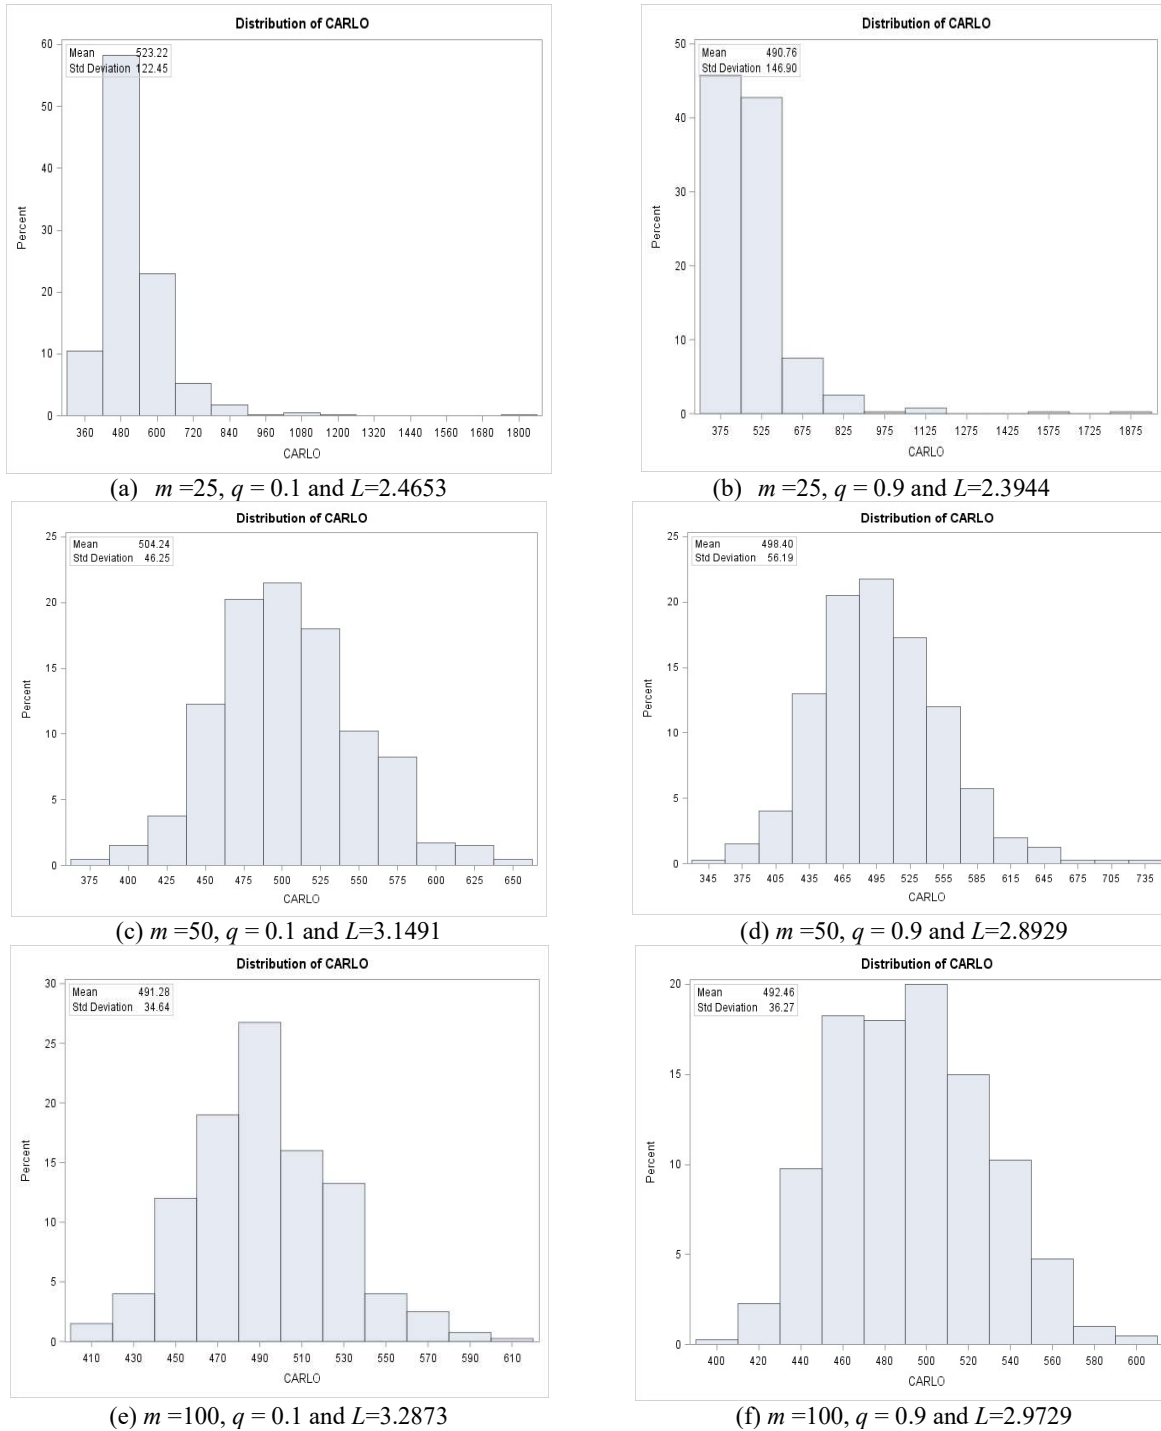 Distribution of CARLO
Mean 523.22
Std Deviation 122.45
60
50
40
30
20
10
0
Percent
360 480 600 720 840 960 1080 1200 1320 1440 1560 1680 1800
CARLO
(a) m =25, q = 0.1 and L=2.4653
Distribution of CARLO
Mean 490.76
Std Deviation 146.90
50
40
30
20
10
0
Percent
375 525 675 825 975 1125 1275 1425 1575 1725 1875
CARLO
(b) m =25, q = 0.9 and L=2.3944
Distribution of CARLO
Mean 504.24
Std Deviation 46.25
25
20
15
10
5
0
Percent
375 400 425 450 475 500 525 550 575 600 625 650
CARLO
(c) m =50, q = 0.1 and L=3.1491
Distribution of CARLO
Mean 498.40
Std Deviation 56.19
25
20
15
10
5
0
Percent
345 375 405 435 465 495 525 555 585 615 645 675 705 735
CARLO
(d) m =50, q = 0.9 and L=2.8929
Distribution of CARLO
Mean 491.28
Std Deviation 34.64
30
25
20
15
10
5
0
Percent
410 430 450 470 490 510 530 550 570 590 610
CARLO
(e) m =100, q = 0.1 and L=3.2873
Distribution of CARLO
Mean 492.46
Std Deviation 36.27
20
15
10
5
0
Percent
400 420 440 460 480 500 520 540 560 580 600
CARLO
(f) m =100, q = 0.9 and L=2.9729